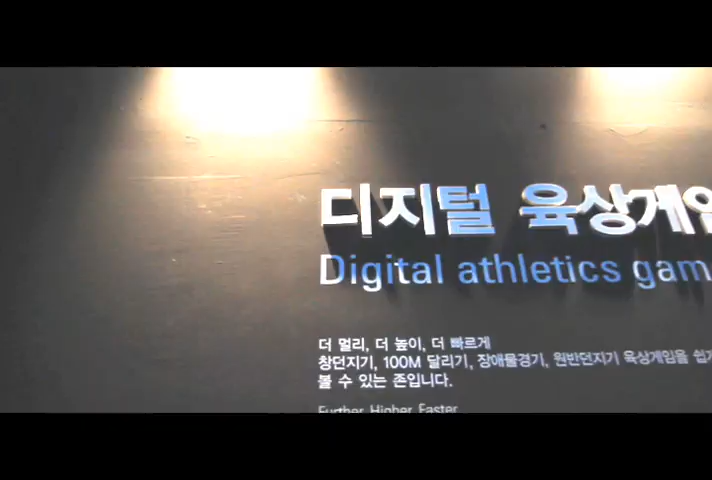 디지털 육상게임
Digital athletics gam
더 멀리, 더 높이, 더 빠르게
창던지기, 100M 달리기, 장애물경기, 원반던지기 육상게임을 쉽게
볼 수 있는 존입니다.
Further Higher Faster